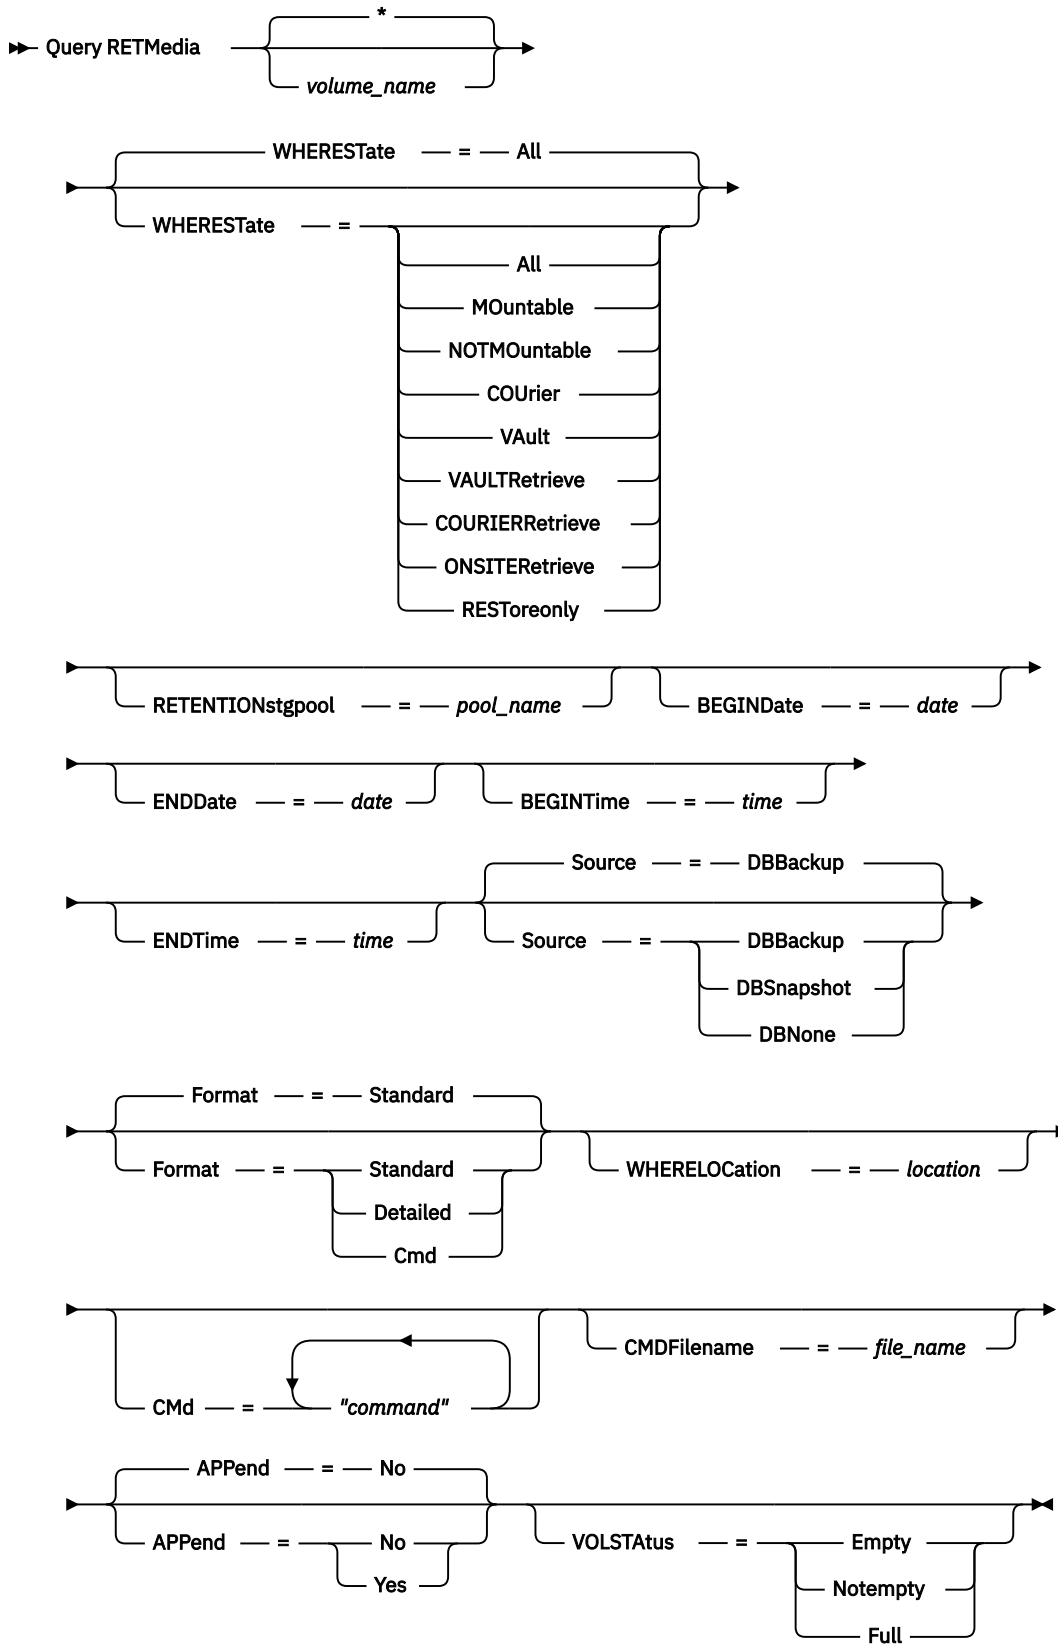 *
Query RETMedia
volume_name
WHERESTate = All
WHERESTate =
All
MOuntable
NOTMOuntable
COUrier
VAult
VAULTRetrieve
COURIERRetrieve
ONSITERetrieve
RESToreonly
RETENTIONstgpool = pool_name BEGINDate = date
ENDDate = date BEGINTime = time
Source = DBBackup
ENDTime = time Source = DBBackup
DBSnapshot
DBNone
Format = Standard
Format = Standard WHERELOCation = location
Detailed
Cmd
CMDFilename = file_name
CMd = "command"
APPend = No
APPend = No VOLSTAtus = Empty
Yes Notempty
Full